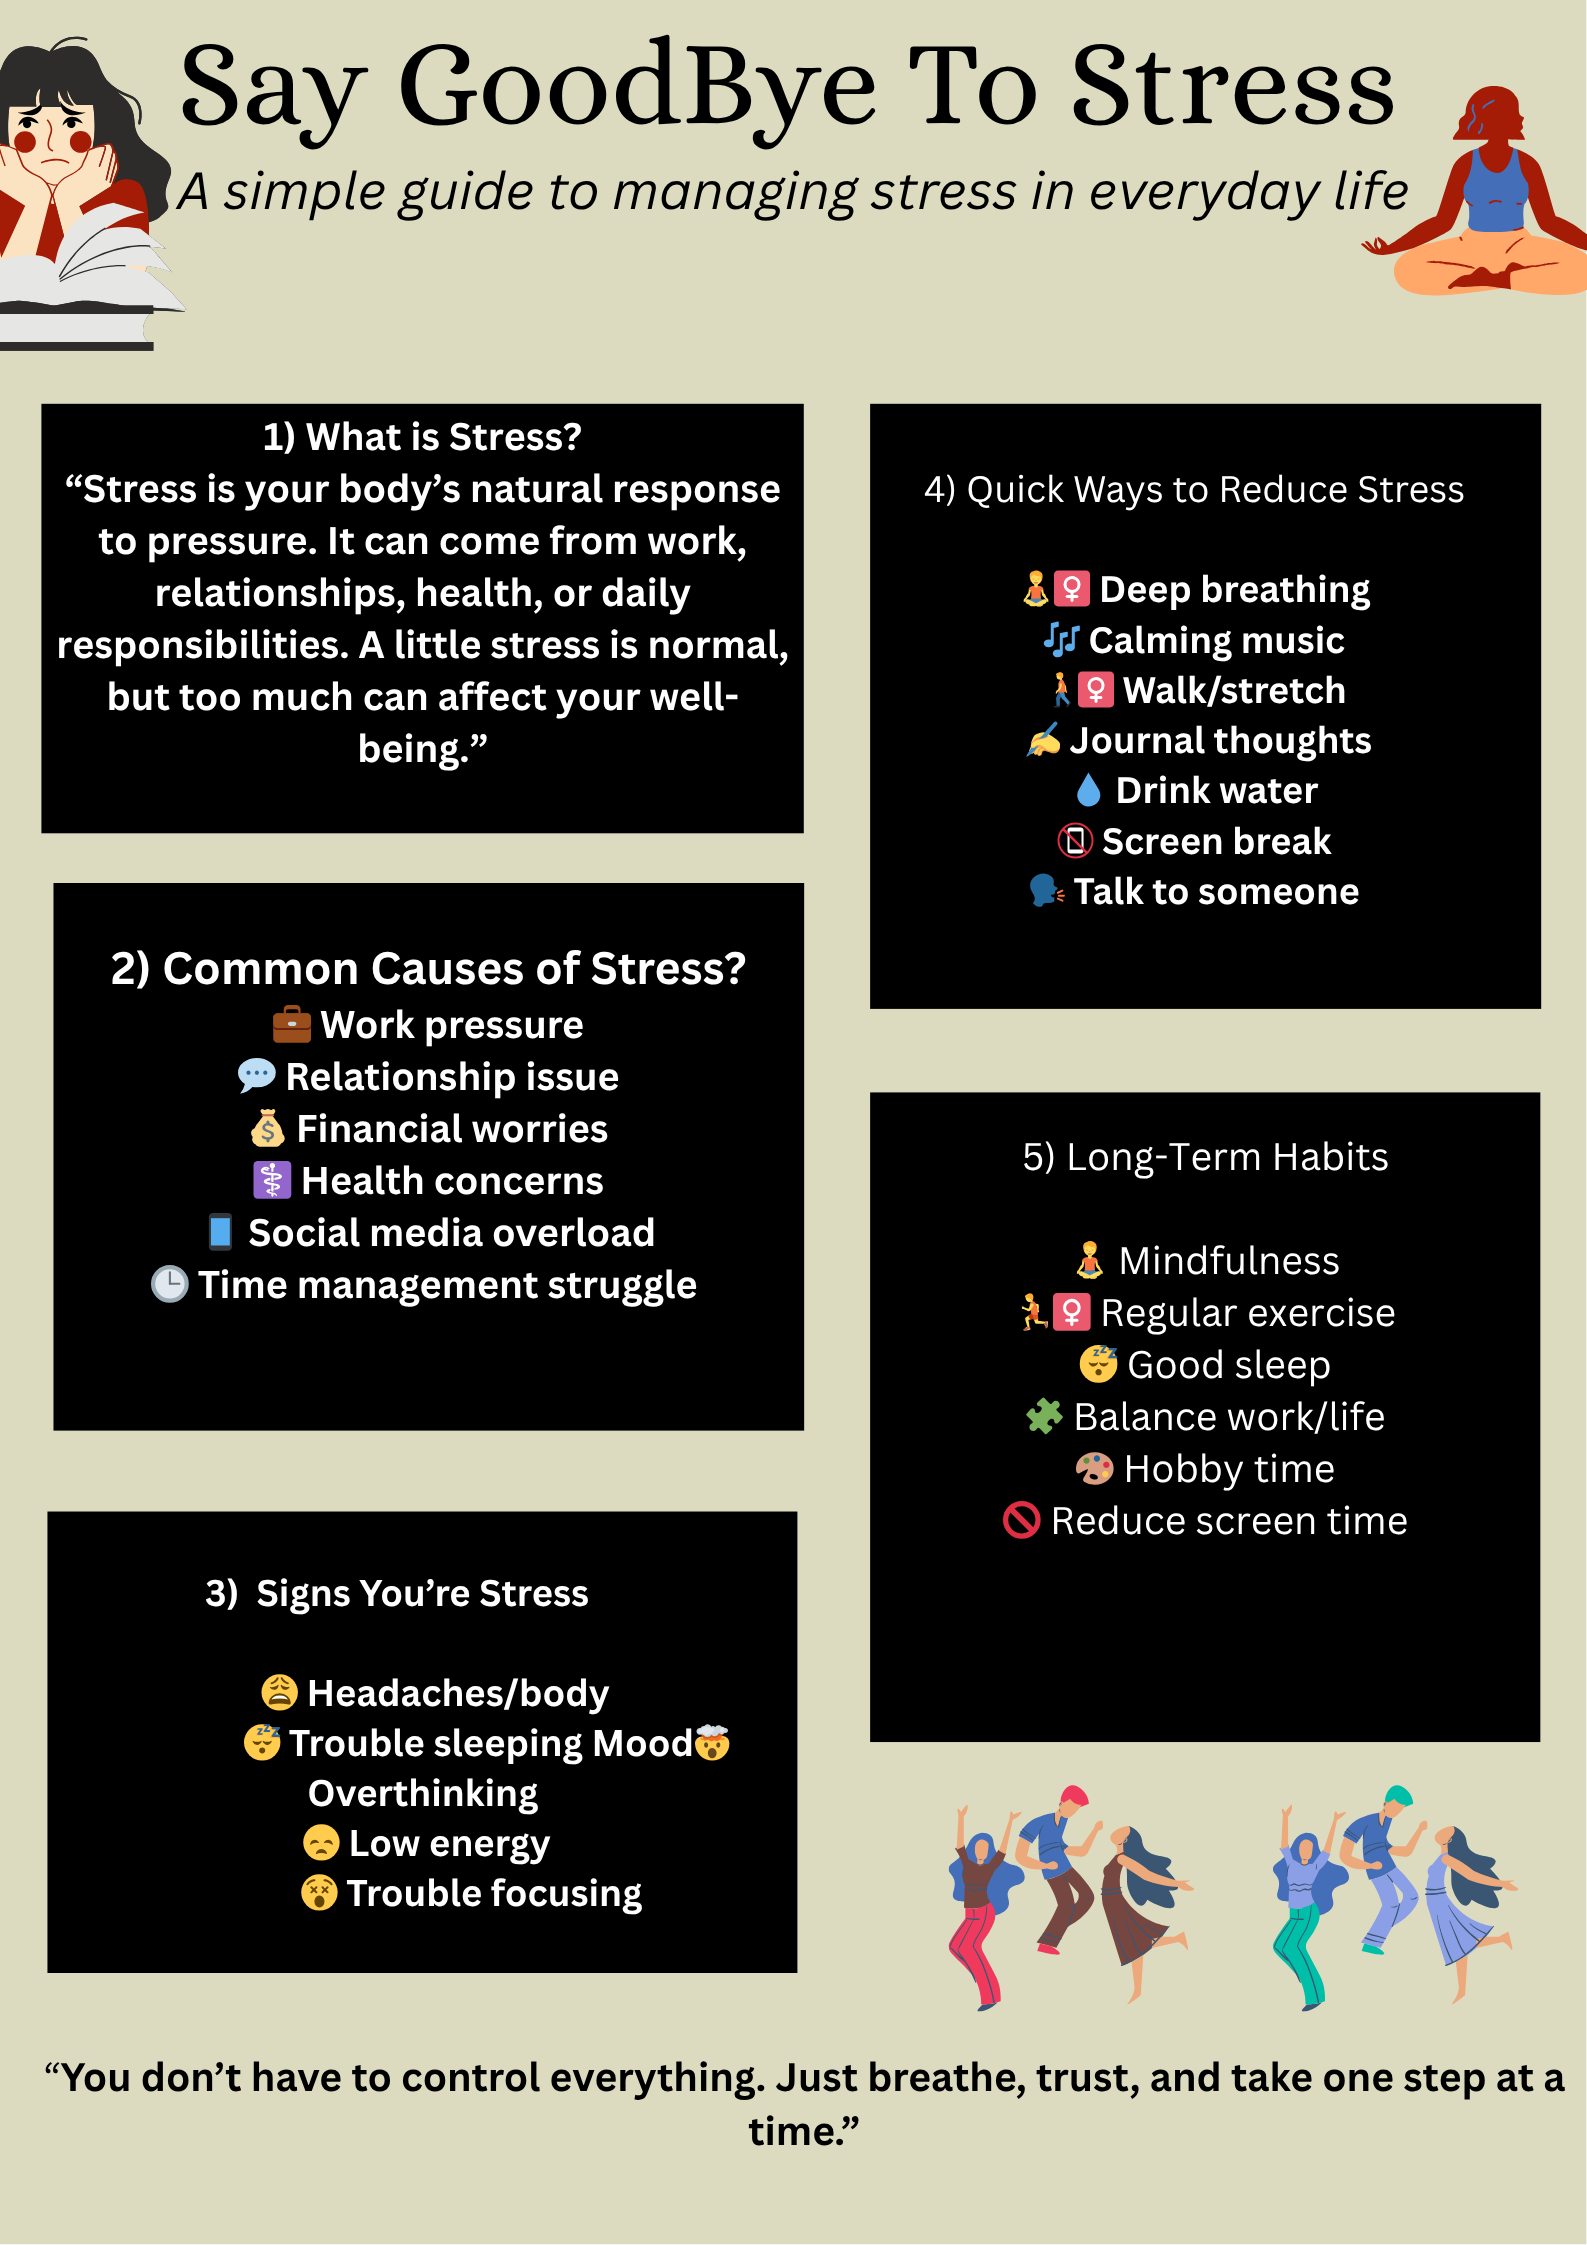 Say GoodBye To Stress
A simple guide to managing stress in everyday life
1) What is Stress?
“Stress is your body’s natural response
to pressure. It can come from work,
relationships, health, or daily
responsibilities. A little stress is normal,
but too much can affect your well-
being.”
2) Common Causes of Stress?
💼 Work pressure
💬 Relationship issue
💰 Financial worries
⚕️ Health concerns
📱 Social media overload
🕒 Time management struggle
3)  Signs You’re Stress
😩 Headaches/body
😴 Trouble sleeping Mood🤯
Overthinking
😞 Low energy
😵 Trouble focusing
4) Quick Ways to Reduce Stress
🧘♀️ Deep breathing
🎶 Calming music
🚶♀️ Walk/stretch
✍️ Journal thoughts
💧 Drink water
📵 Screen break
🗣️ Talk to someone
5) Long-Term Habits
🧘 Mindfulness
🏃♀️ Regular exercise
😴 Good sleep
🧩 Balance work/life
🎨 Hobby time
🚫 Reduce screen time
“You don’t have to control everything. Just breathe, trust, and take one step at a
time.”